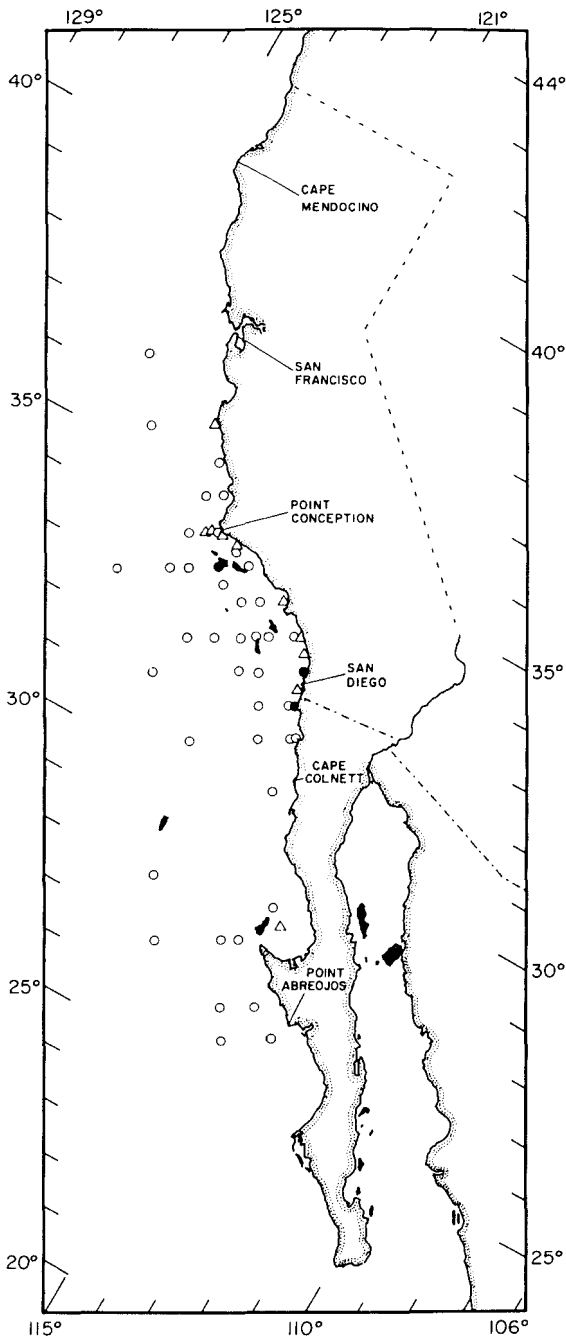 129°
125°
121°
40°
44°
CAPE
MENDOCINO
SAN
FRANCISCO
40°
35°
POINT
CONCEPTION
SAN
DIEGO
35°
30°
CAPE
COLNETT
POINT
ABREOJOS
30°
25°
20°
25°
115°
110°
106°